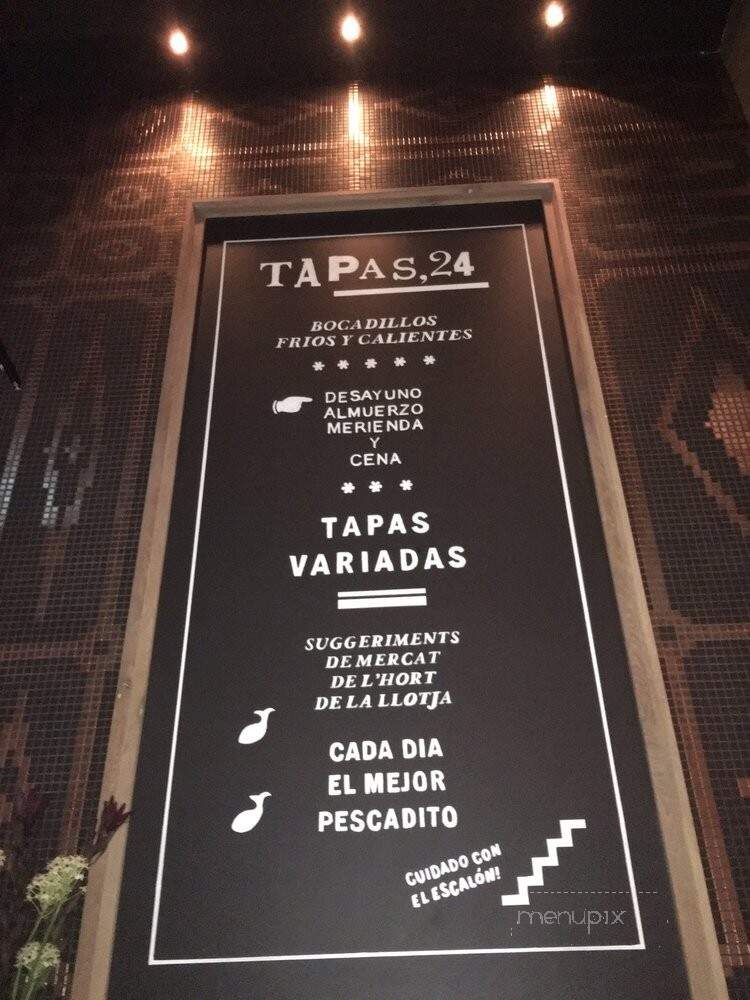 TAPAS,24
BOCADILLOS
FRIOS Y CALIENTES
* * * * *
DESAYUNO
ALMUERZO
MERIENDA
Y
CENA
* * *
TAPAS
VARIADAS
SUGGERIMENTS
DE MERCAT
DE L'HORT
DE LA LLOTJA
CADA DIA
EL MEJOR
PESCADITO
CUIDADO CON
EL ESCALÓN!
menupix